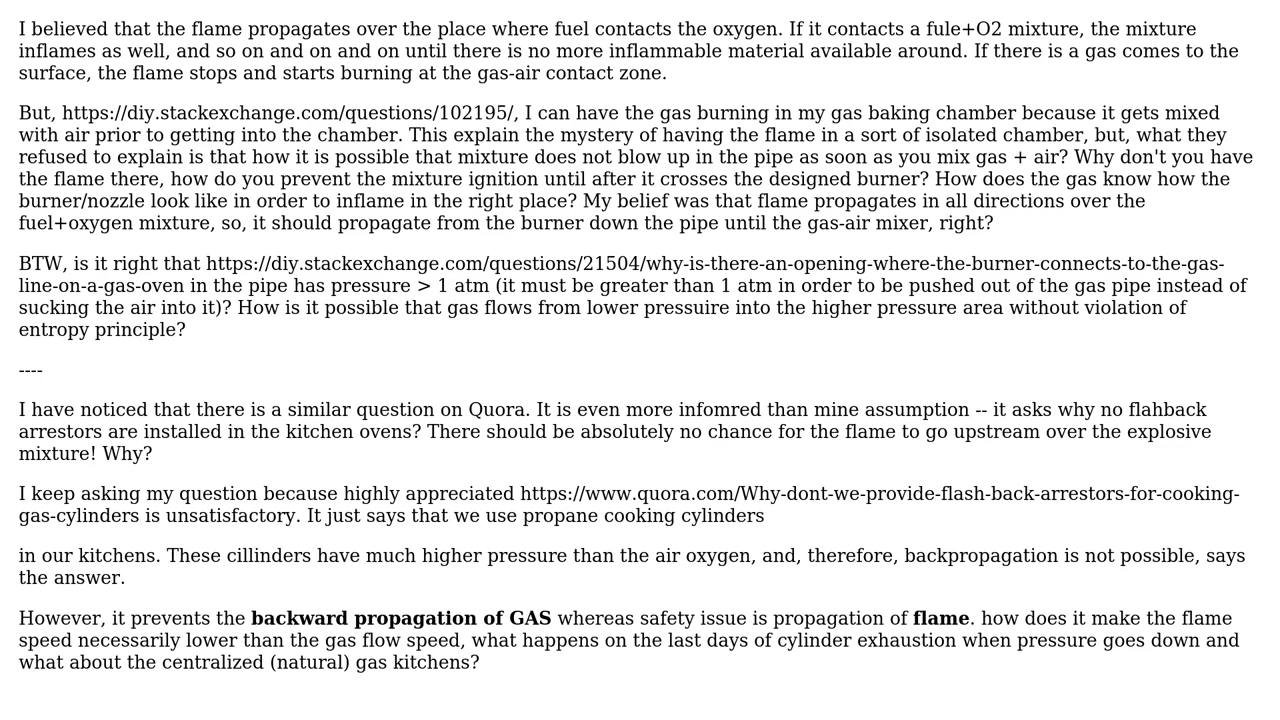 I believed that the flame propagates over the place where fuel contacts the oxygen. If it contacts a fule+O2 mixture, the mixture
inflames as well, and so on and on and on until there is no more inflammable material available around. If there is a gas comes to the
surface, the flame stops and starts burning at the gas-air contact zone.
But, https://diy.stackexchange.com/questions/102195/, I can have the gas burning in my gas baking chamber because it gets mixed
with air prior to getting into the chamber. This explain the mystery of having the flame in a sort of isolated chamber, but, what they
refused to explain is that how it is possible that mixture does not blow up in the pipe as soon as you mix gas + air? Why don't you have
the flame there, how do you prevent the mixture ignition until after it crosses the designed burner? How does the gas know how the
burner/nozzle look like in order to inflame in the right place? My belief was that flame propagates in all directions over the
fuel+oxygen mixture, so, it should propagate from the burner down the pipe until the gas-air mixer, right?
BTW, is it right that https://diy.stackexchange.com/questions/21504/why-is-there-an-opening-where-the-burner-connects-to-the-gas-
line-on-a-gas-oven in the pipe has pressure > 1 atm (it must be greater than 1 atm in order to be pushed out of the gas pipe instead of
sucking the air into it)? How is it possible that gas flows from lower pressuire into the higher pressure area without violation of
entropy principle?
----
I have noticed that there is a similar question on Quora. It is even more infomred than mine assumption -- it asks why no flahback
arrestors are installed in the kitchen ovens? There should be absolutely no chance for the flame to go upstream over the explosive
mixture! Why?
I keep asking my question because highly appreciated https://www.quora.com/Why-dont-we-provide-flash-back-arrestors-for-cooking-
gas-cylinders is unsatisfactory. It just says that we use propane cooking cylinders
in our kitchens. These cillinders have much higher pressure than the air oxygen, and, therefore, backpropagation is not possible, says
the answer.
However, it prevents the backward propagation of GAS whereas safety issue is propagation of flame. how does it make the flame
speed necessarily lower than the gas flow speed, what happens on the last days of cylinder exhaustion when pressure goes down and
what about the centralized (natural) gas kitchens?